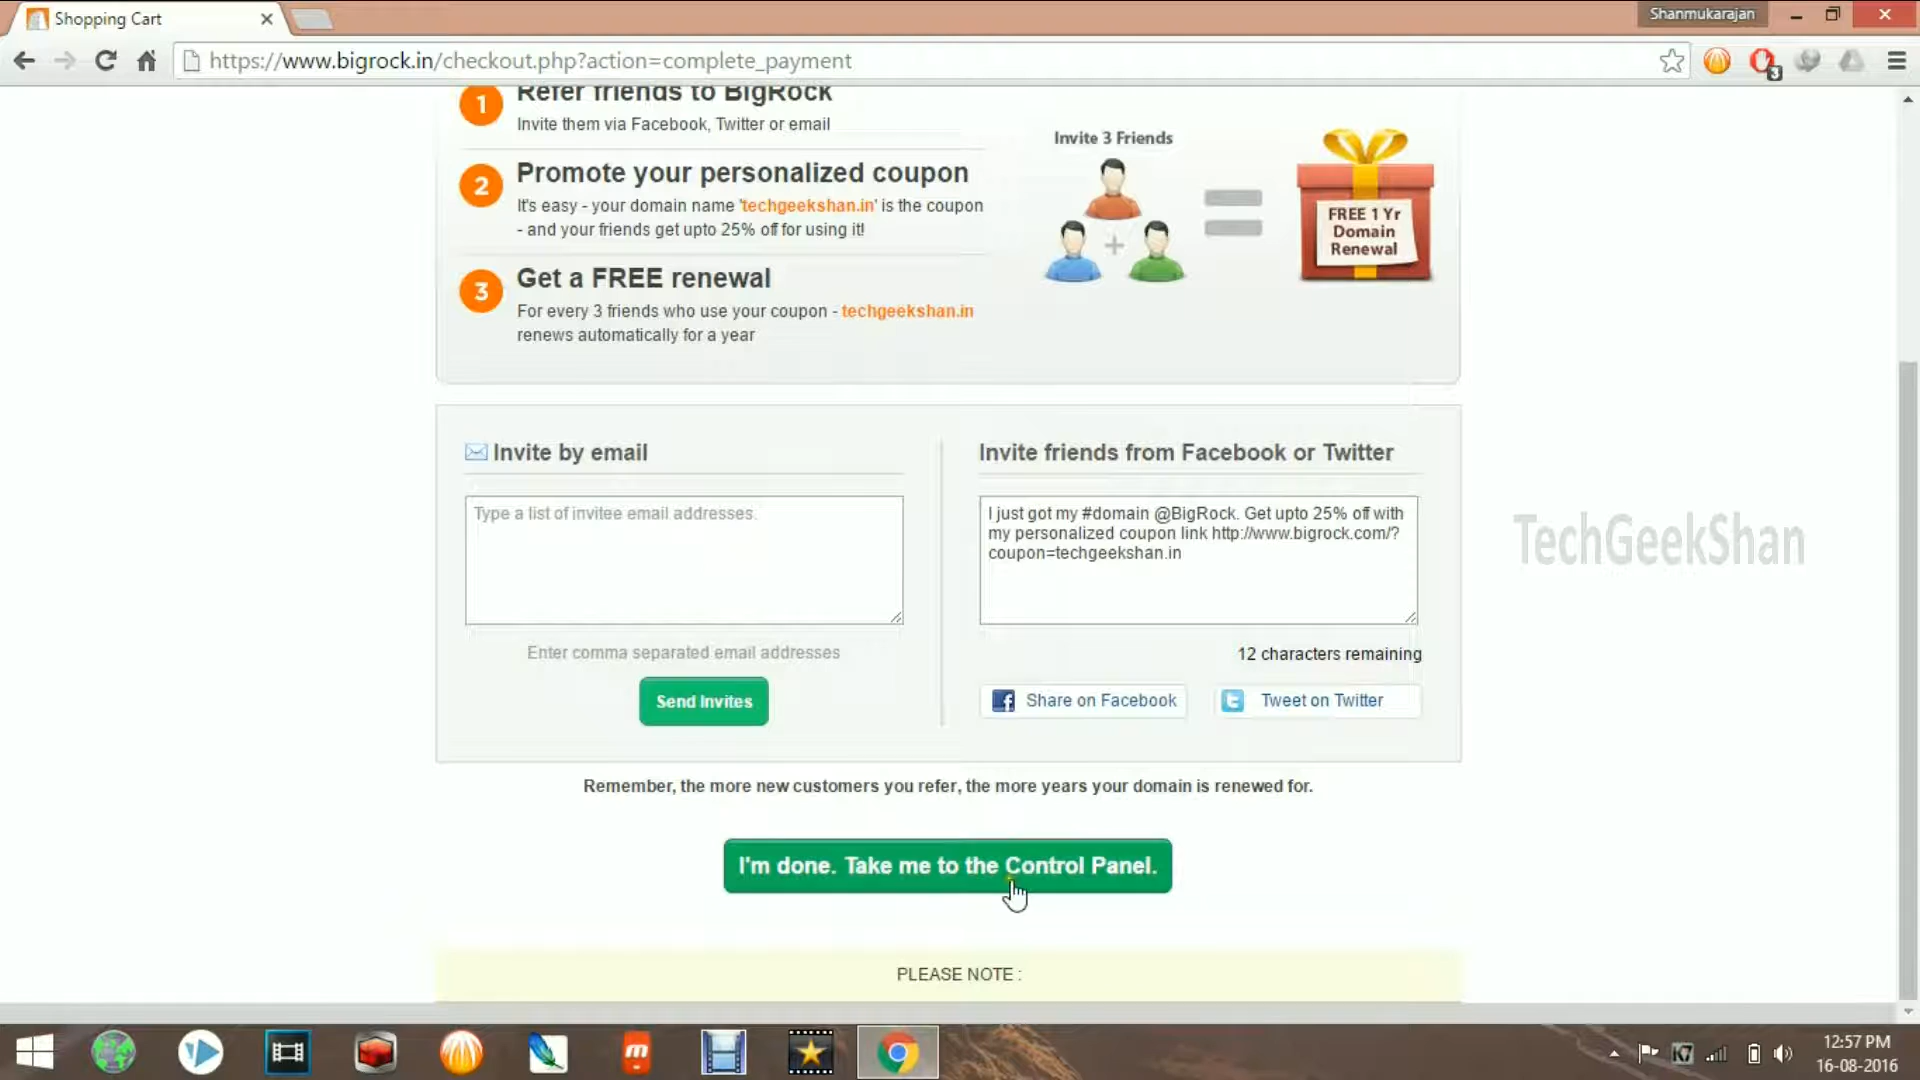 Shopping Cart
Shanmukarajan
https://www.bigrock.in/checkout.php?action=complete_payment
3
1
Refer friends to BigRock
Invite them via Facebook, Twitter or email
2
Promote your personalized coupon
It's easy - your domain name 'techgeekshan.in' is the coupon
- and your friends get upto 25% off for using it!
3
Get a FREE renewal
For every 3 friends who use your coupon - techgeekshan.in
renews automatically for a year
Invite 3 Friends
FREE 1 Yr
Domain
Renewal
Invite by email
Type a list of invitee email addresses.
Enter comma separated email addresses
Send Invites
Invite friends from Facebook or Twitter
I just got my #domain @BigRock. Get upto 25% off with
my personalized coupon link http://www.bigrock.com/?
coupon=techgeekshan.in
12 characters remaining
Share on Facebook
Tweet on Twitter
TechGeekShan
Remember, the more new customers you refer, the more years your domain is renewed for.
I'm done. Take me to the Control Panel.
PLEASE NOTE :
12:57 PM
16-08-2016